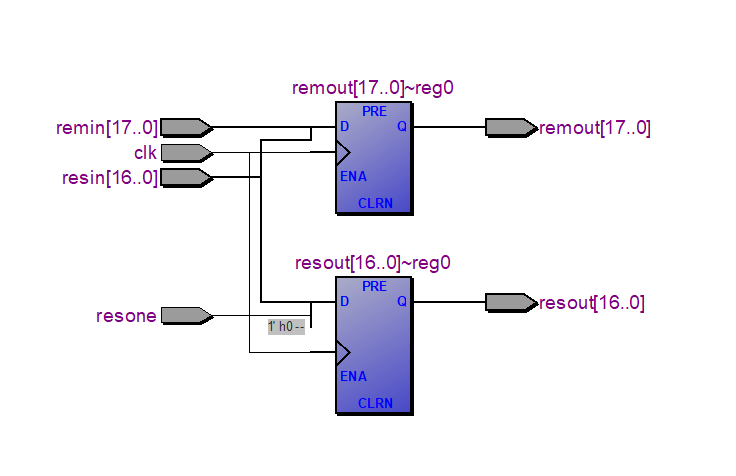 remout[17..0]~reg0
PRE
remin[17..0]
D
Q
remout[17..0]
clk
resin[16..0]
ENA
CLRN
resout[16..0]~reg0
PRE
D
Q
resout[16..0]
resone
1' h0 --
ENA
CLRN